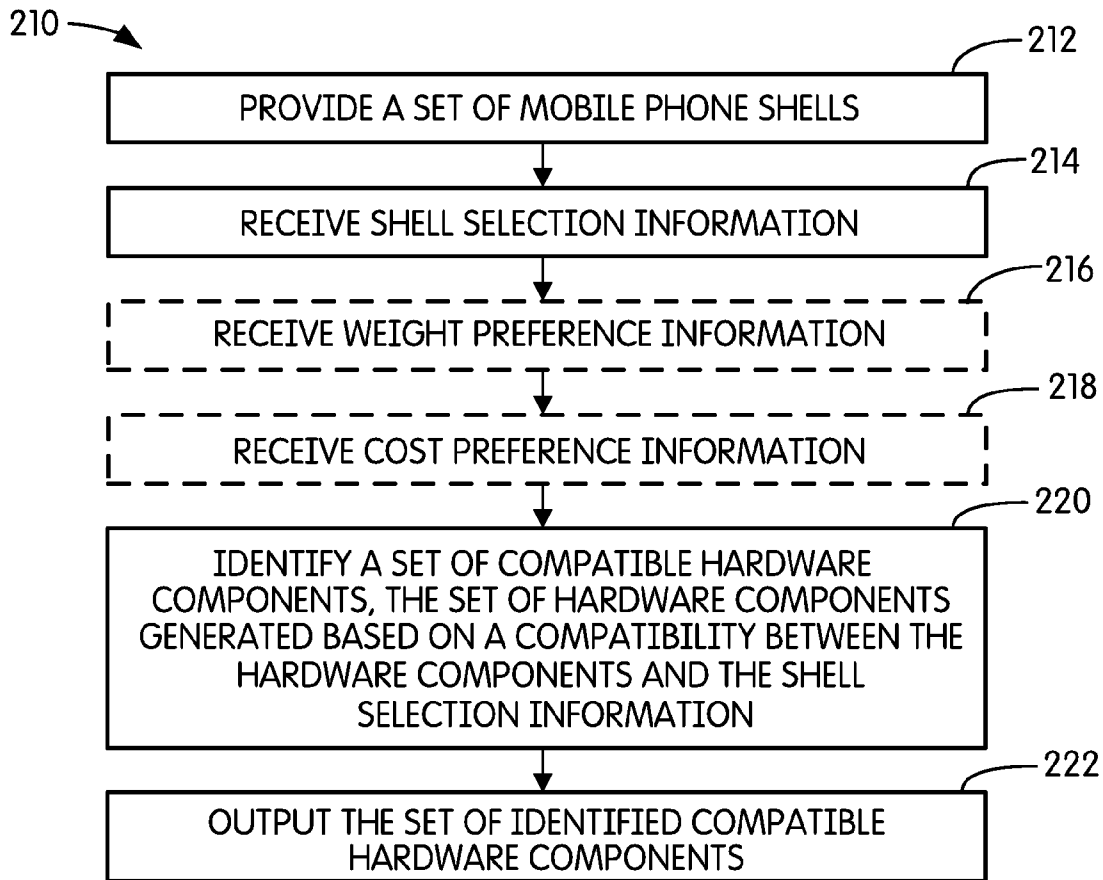 210
212
PROVIDE A SET OF MOBILE PHONE SHELLS
214
RECEIVE SHELL SELECTION INFORMATION
216
RECEIVE WEIGHT PREFERENCE INFORMATION
218
RECEIVE COST PREFERENCE INFORMATION
220
IDENTIFY A SET OF COMPATIBLE HARDWARE
COMPONENTS, THE SET OF HARDWARE COMPONENTS
GENERATED BASED ON A COMPATIBILITY BETWEEN THE
HARDWARE COMPONENTS AND THE SHELL
SELECTION INFORMATION
222
OUTPUT THE SET OF IDENTIFIED COMPATIBLE
HARDWARE COMPONENTS